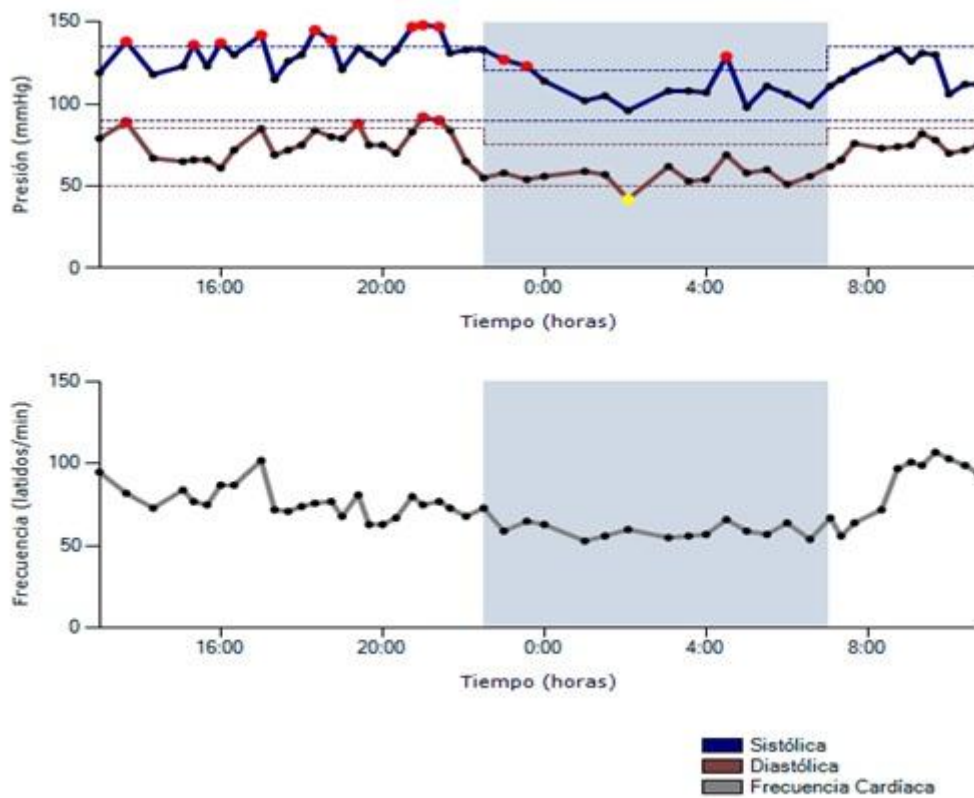 Presión (mmHg)
150
100
50
0
16:00
20:00
0:00
4:00
8:00
Tiempo (horas)
Frecuencia (latidos/min)
150
100
50
0
16:00
20:00
0:00
4:00
8:00
Tiempo (horas)
Sistólica
Diastólica
Frecuencia Cardíaca